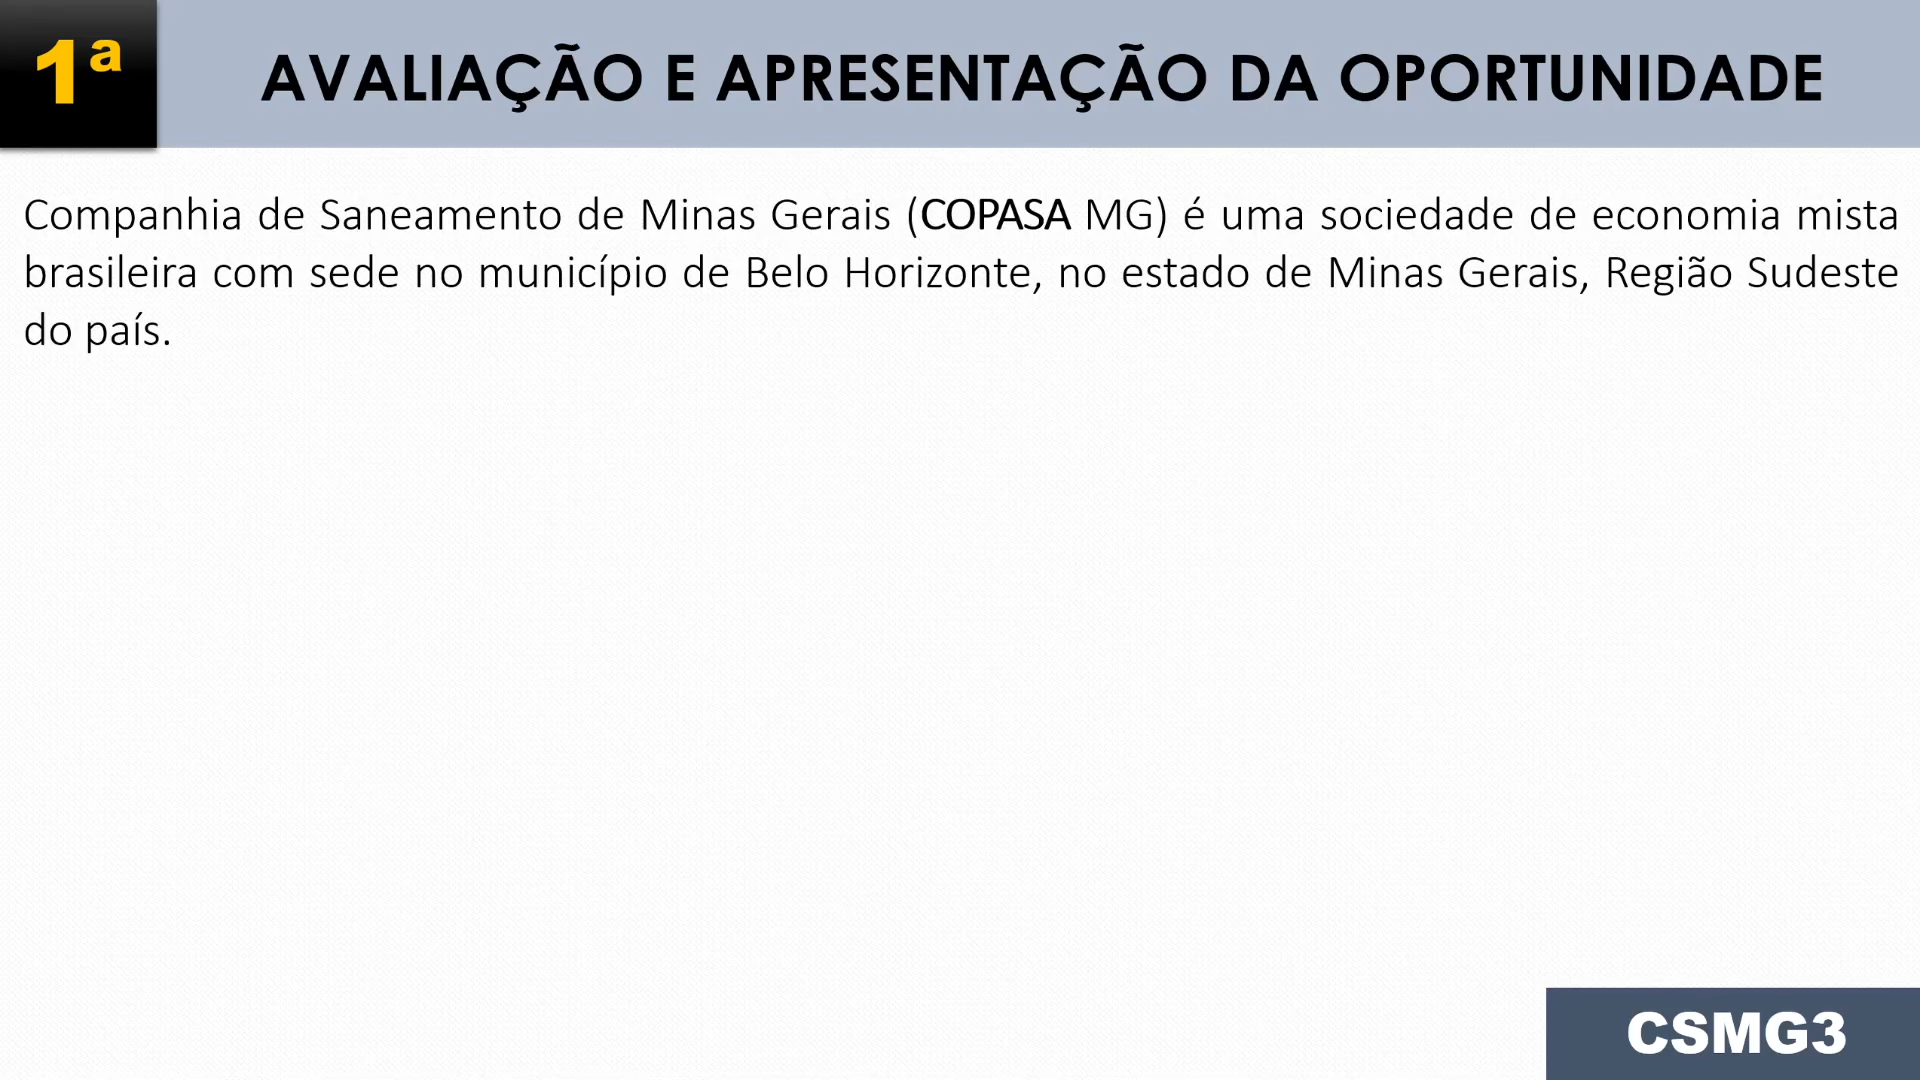 1ª
AVALIAÇÃO E APRESENTAÇÃO DA OPORTUNIDADE
Companhia de Saneamento de Minas Gerais (COPASA MG) é uma sociedade de economia mista
brasileira com sede no município de Belo Horizonte, no estado de Minas Gerais, Região Sudeste
do país.
CSMG3